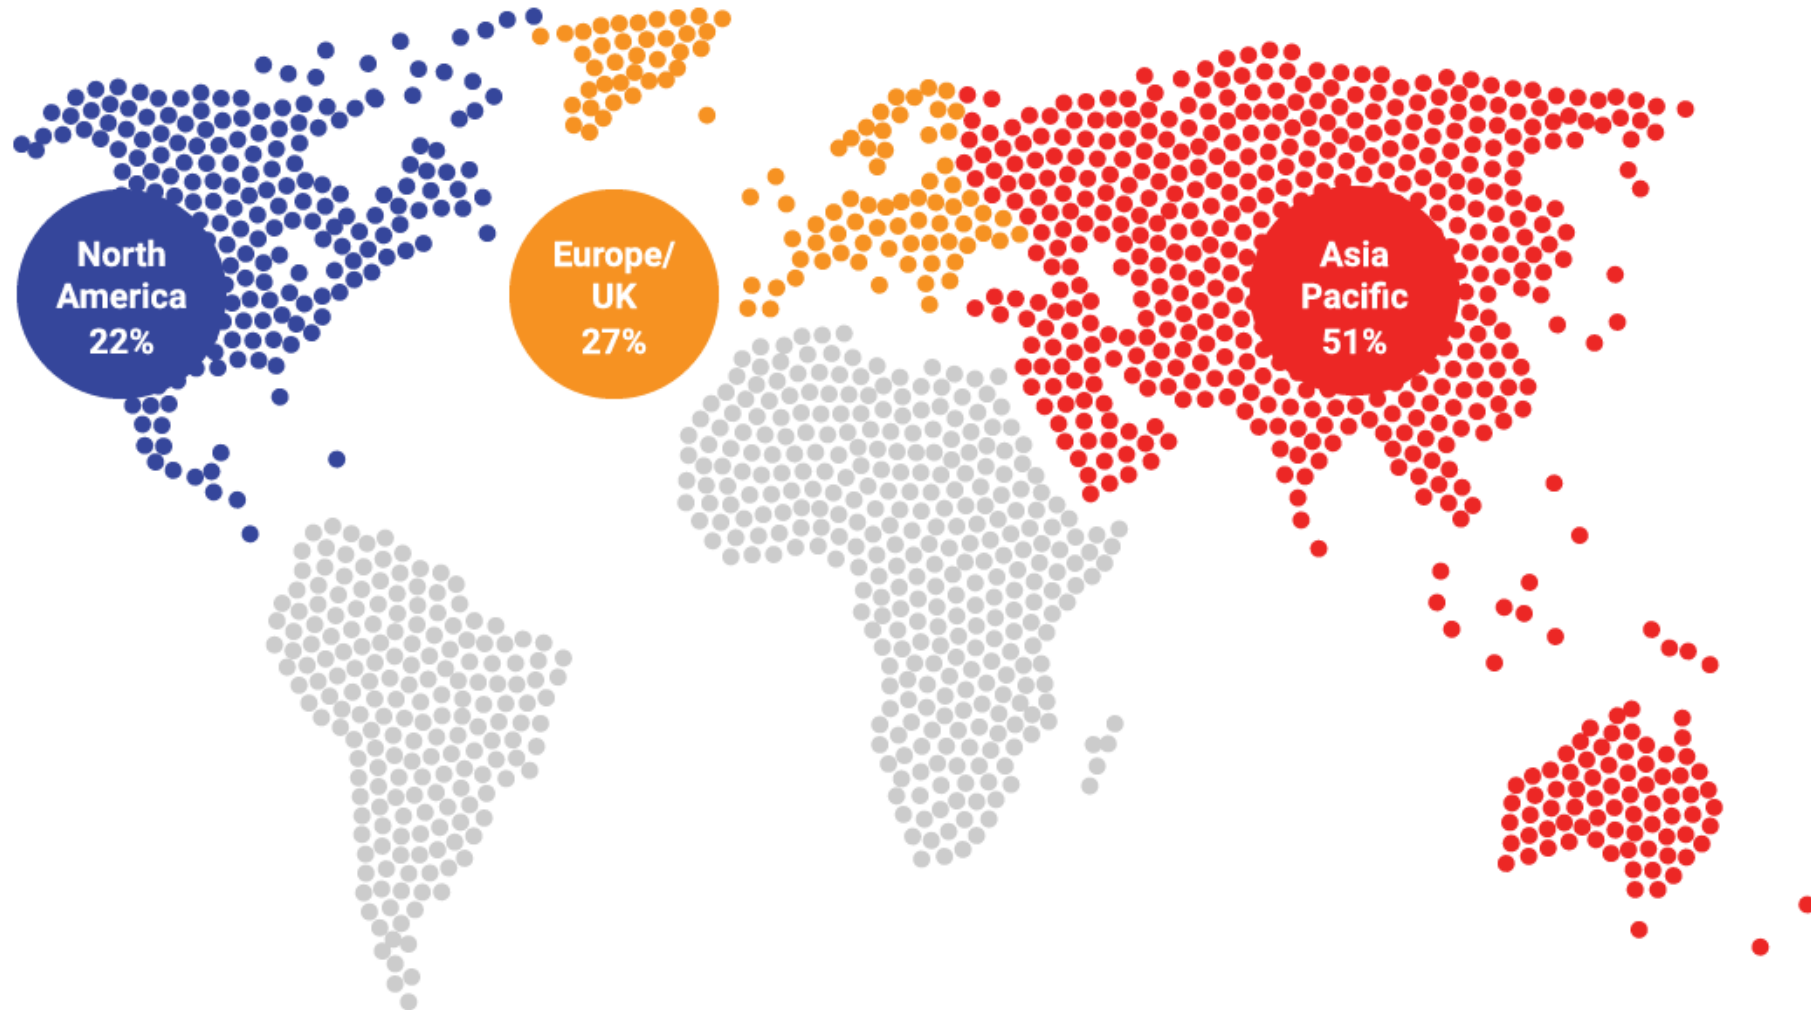 North
America
22%
Europe/
UK
27%
Asia
Pacific
51%